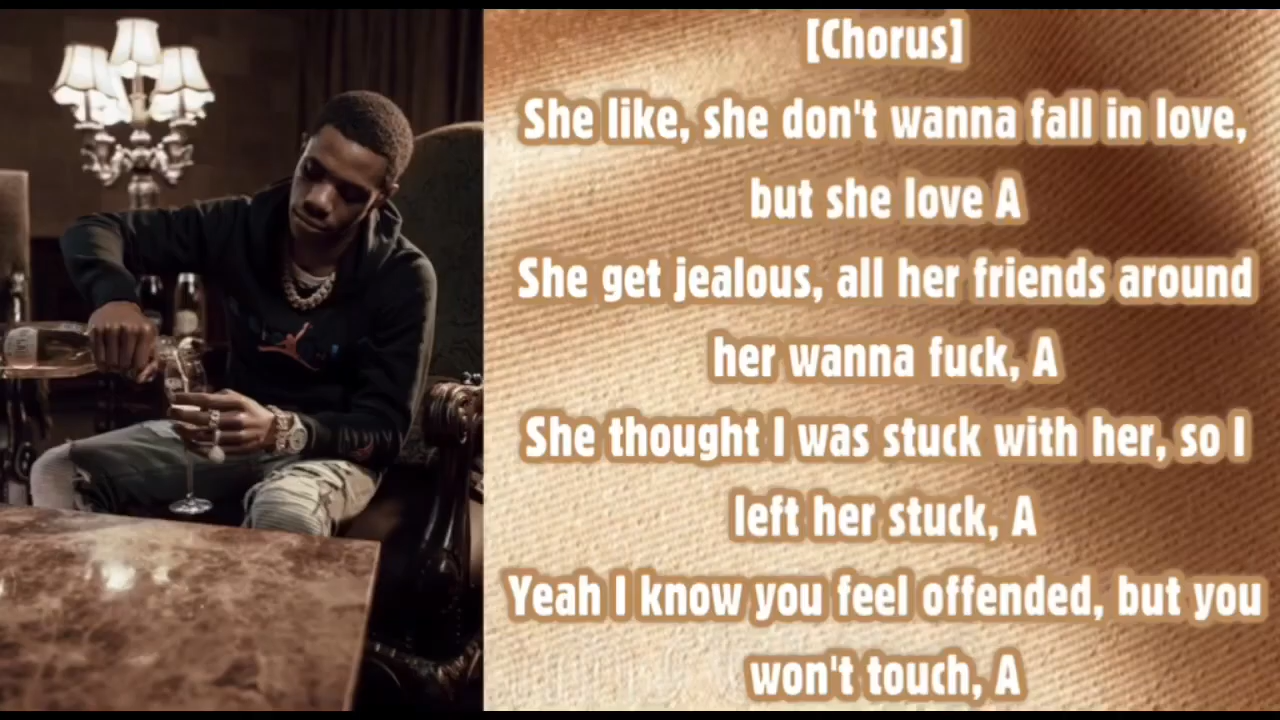 [Chorus]
She like, she don't wanna fall in love,
but she love A
She get jealous, all her friends around
her wanna fuck, A
She thought I was stuck with her, so I
left her stuck, A
Yeah I know you feel offended, but you
won't touch, A